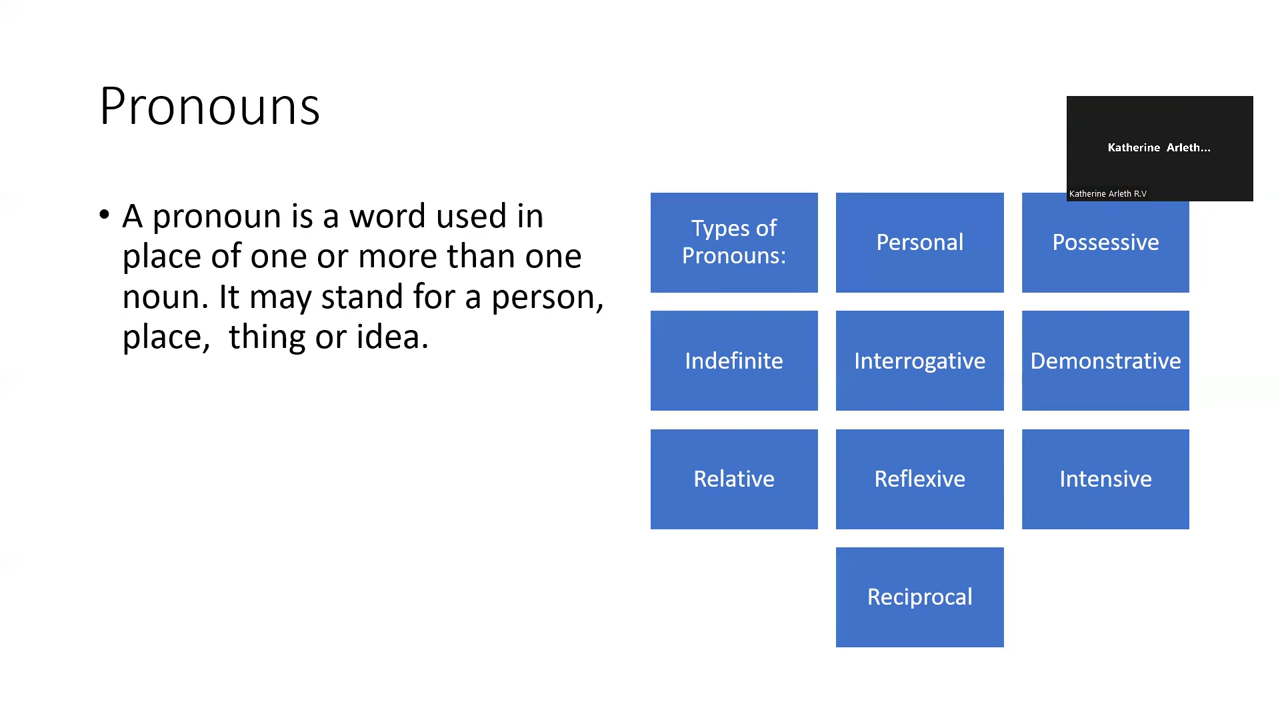 Pronouns
• A pronoun is a word used in
place of one or more than one
noun. It may stand for a person,
place,  thing or idea.
Katherine  Arleth...
Katherine Arleth R.V
Types of
Pronouns:
Personal
Possessive
Indefinite
Interrogative
Demonstrative
Relative
Reflexive
Intensive
Reciprocal